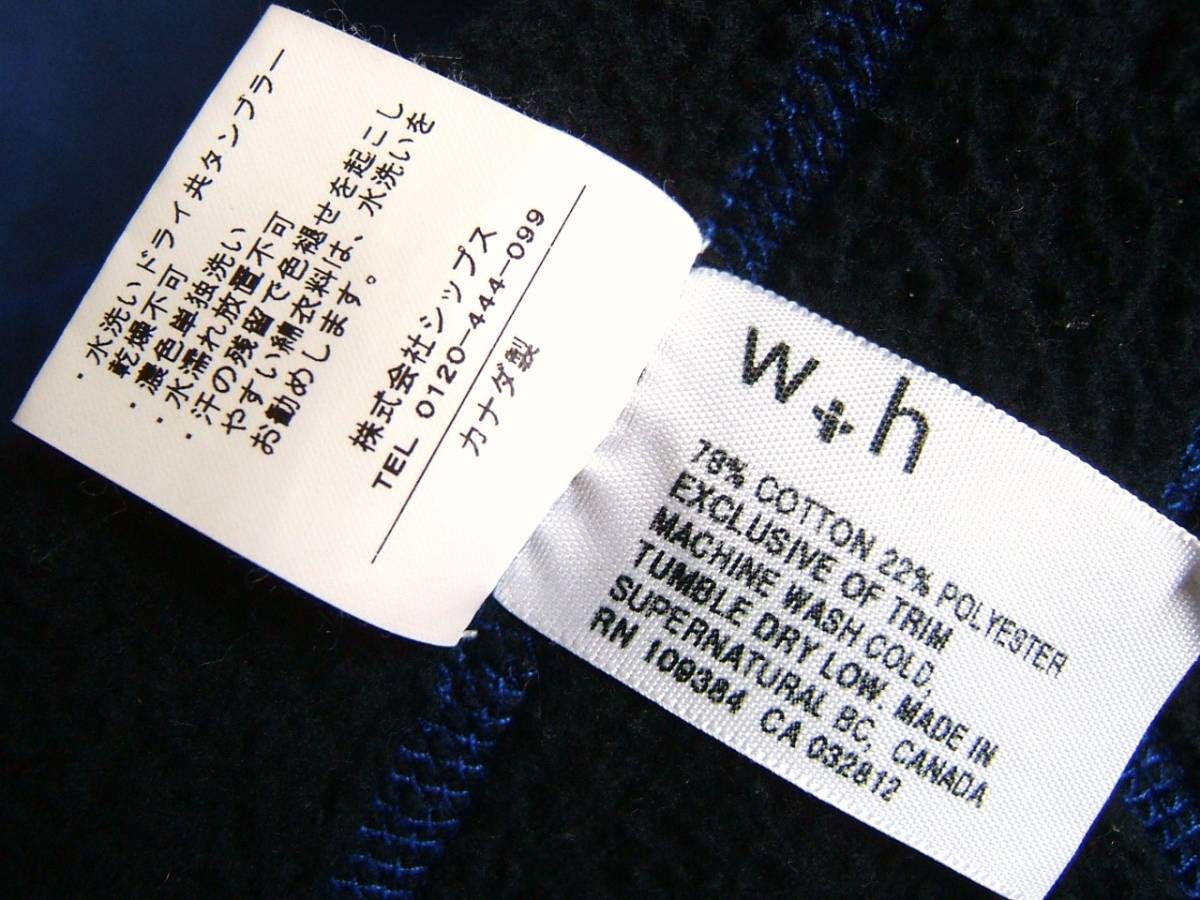 ・水洗いドライ共タンブラー
乾燥不可
・濃色単独洗い
・水濡れ放置不可
・汗の残留で色褪せを起こし
やすい綿衣料は、水洗いを
お勧めします。
株式会社シップス
TEL 0120-444-099
カナダ製
w+h
78% COTTON 22% POLYESTER
EXCLUSIVE OF TRIM
MACHINE WASH COLD,
TUMBLE DRY LOW. MADE IN
SUPERNATURAL BC, CANADA
RN 109384 CA 032812